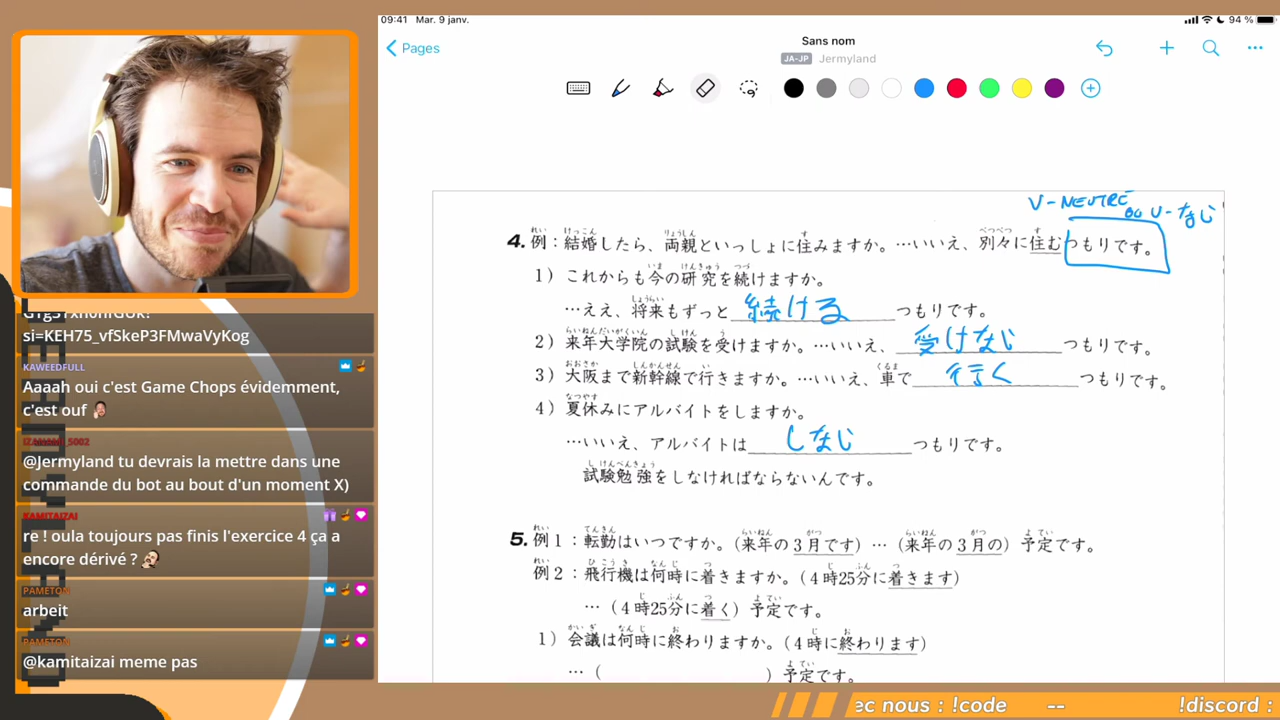 09:41 Mar. 9 janv.
94 %
Pages
Sans nom
JA-JP Jermyland
V-NEUTRE
ou V-ない
4. 例：結婚したら、両親といっしょに住みますか。…いいえ、別々に住むつもりです。
1）これからも今の研究を続けますか。
…ええ、将来もずっと 続ける つもりです。
2）来年大学院の試験を受けますか。…いいえ、 受けない つもりです。
3）大阪まで新幹線で行きますか。…いいえ、車で 行く つもりです。
4）夏休みにアルバイトをしますか。
…いいえ、アルバイトは しない つもりです。
試験勉強をしなければならないんです。
5. 例1：転勤はいつですか。（来年の3月です）…（来年の3月の）予定です。
例2：飛行機は何時に着きますか。（4時25分に着きます）
…（4時25分に着く）予定です。
1）会議は何時に終わりますか。（4時に終わります）
…（ ）予定です。
si=KEH75_vfSkeP3FMwaVyKog
KAWEEDFULL
Aaaah oui c'est Game Chops évidemment,
c'est ouf
@Jermyland tu devrais la mettre dans une
commande du bot au bout d'un moment X)
KAMITAIZAI
re ! oula toujours pas finis l'exercice 4 ça a
encore dérivé ?
PAMETON
arbeit
PAMETON
@kamitaizai meme pas
ec nous : !code -- !discord :